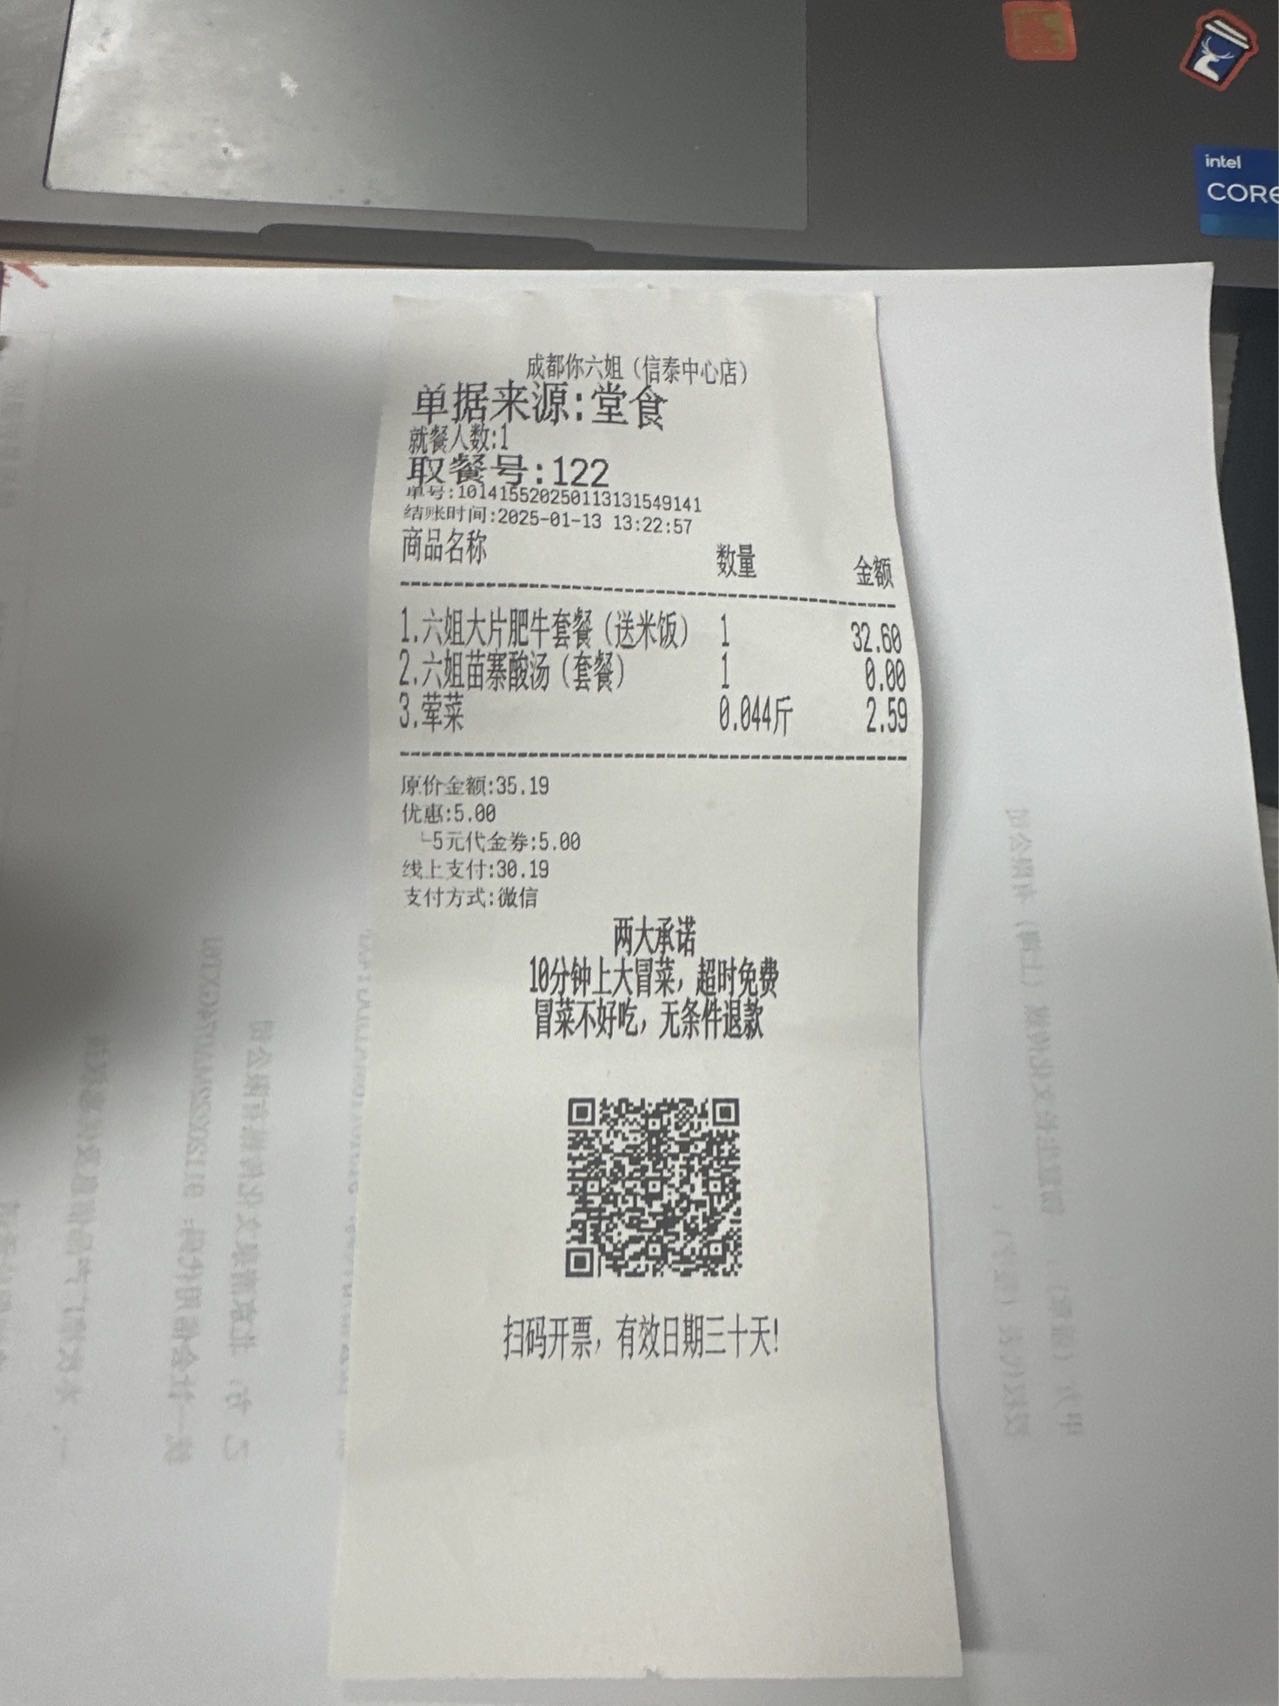 intel
CORE
成都你六姐（信泰中心店）
单据来源:堂食
就餐人数:1
取餐号:122
单号:101415520250113131549141
结账时间:2025-01-13 13:22:57
商品名称 数量 金额
1.六姐大片肥牛套餐（送米饭） 1 32.60
2.六姐苗寨酸汤（套餐） 1 0.00
3.荤菜 0.044斤 2.59
原价金额:35.19
优惠:5.00
└5元代金券:5.00
线上支付:30.19
支付方式:微信
两大承诺
10分钟上大冒菜，超时免费
冒菜不好吃，无条件退款
扫码开票，有效日期三十天!